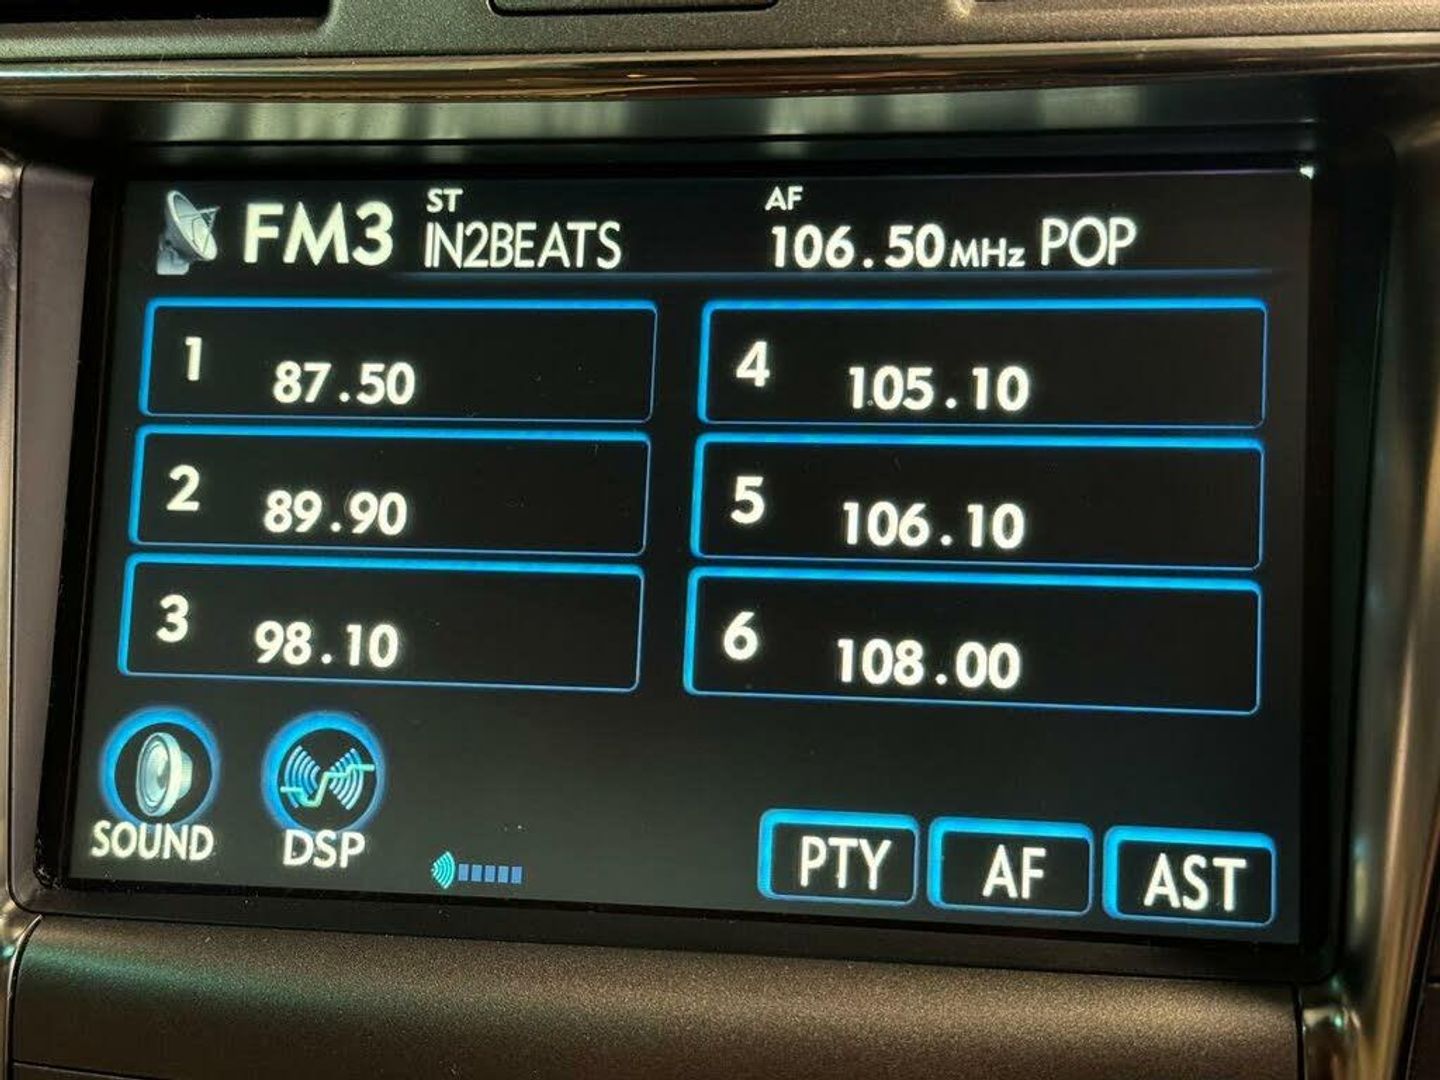 ST AF
FM3 IN2BEATS 106.50MHz POP
1 87.50
2 89.90
3 98.10
4 105.10
5 106.10
6 108.00
SOUND DSP PTY AF AST